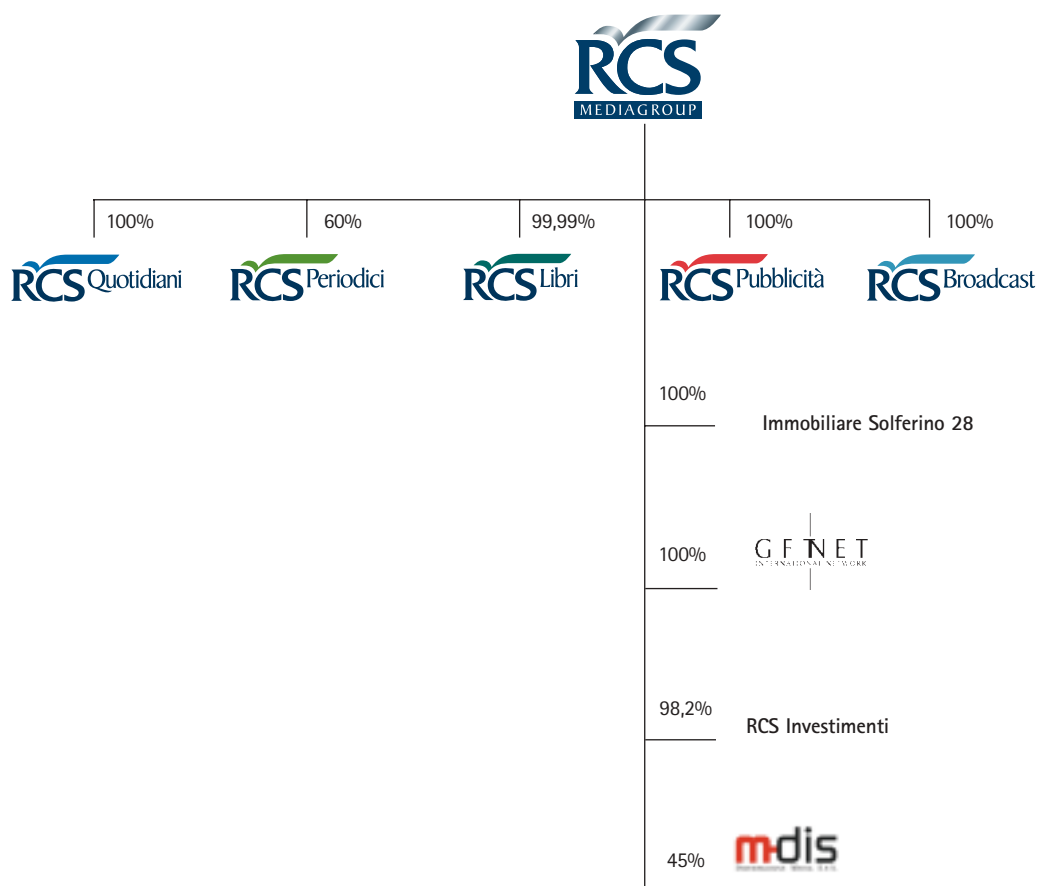 RCS
MEDIAGROUP
100% 60% 99,99% 100% 100%
RCS Quotidiani RCS Periodici RCS Libri RCS Pubblicità RCS Broadcast
100%
Immobiliare Solferino 28
100%
GFT NET
INTERNATIONAL NETWORK
98,2%
RCS Investimenti
45%
m-dis